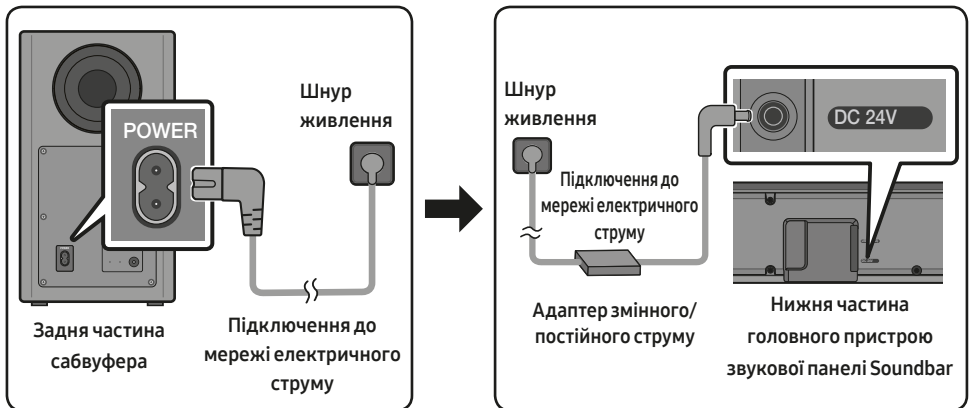 POWER
Шнур
живлення
Задня частина
сабвуфера
Підключення до
мережі електричного
струму
Шнур
живлення
DC 24V
Підключення до
мережі електричного
струму
Адаптер змінного/
постійного струму
Нижня частина
головного пристрою
звукової панелі Soundbar